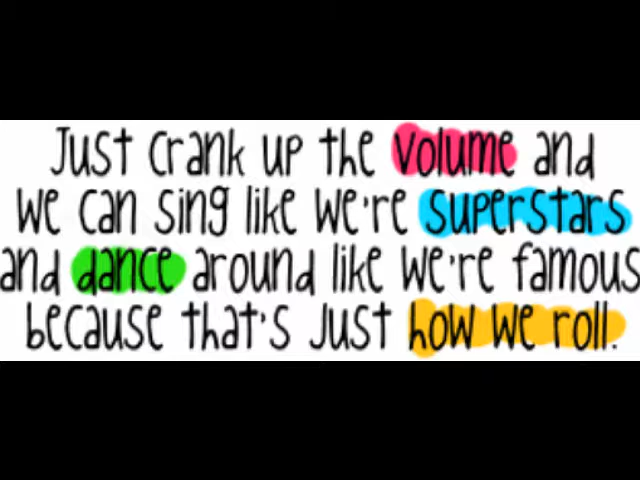 Just crank up the volume and
we can sing like we're superstars
and dance around like we're famous
because that's just how we roll.